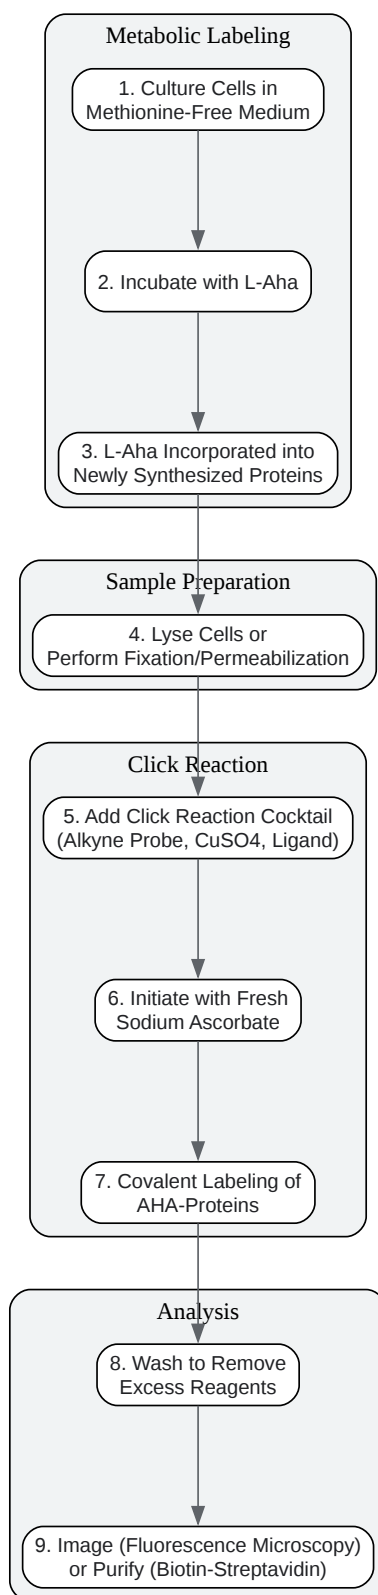 Metabolic Labeling
1. Culture Cells in
Methionine-Free Medium
2. Incubate with L-Aha
3. L-Aha Incorporated into
Newly Synthesized Proteins
Sample Preparation
4. Lyse Cells or
Perform Fixation/Permeabilization
Click Reaction
5. Add Click Reaction Cocktail
(Alkyne Probe, CuSO4, Ligand)
6. Initiate with Fresh
Sodium Ascorbate
7. Covalent Labeling of
AHA-Proteins
Analysis
8. Wash to Remove
Excess Reagents
9. Image (Fluorescence Microscopy)
or Purify (Biotin-Streptavidin)